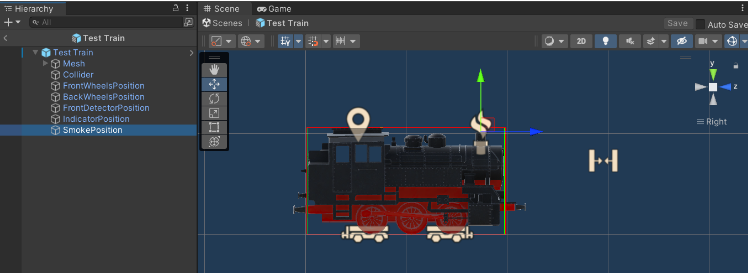 Hierarchy
All
Test Train
Test Train
Mesh
Collider
FrontWheelsPosition
BackWheelsPosition
FrontDetectorPosition
IndicatorPosition
SmokePosition
Scene
Game
Scenes
Test Train
Save
Auto Save
2D
y
z
Right